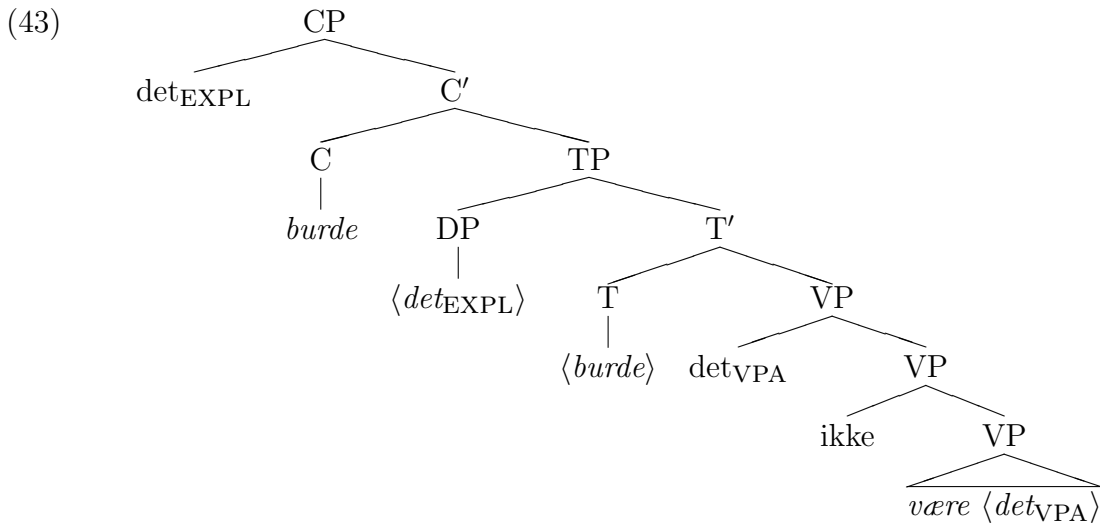 (43)
CP
det_EXPL C′
C TP
burde DP T′
⟨det_EXPL⟩ T VP
⟨burde⟩ det_VPA VP
ikke VP
være ⟨det_VPA⟩